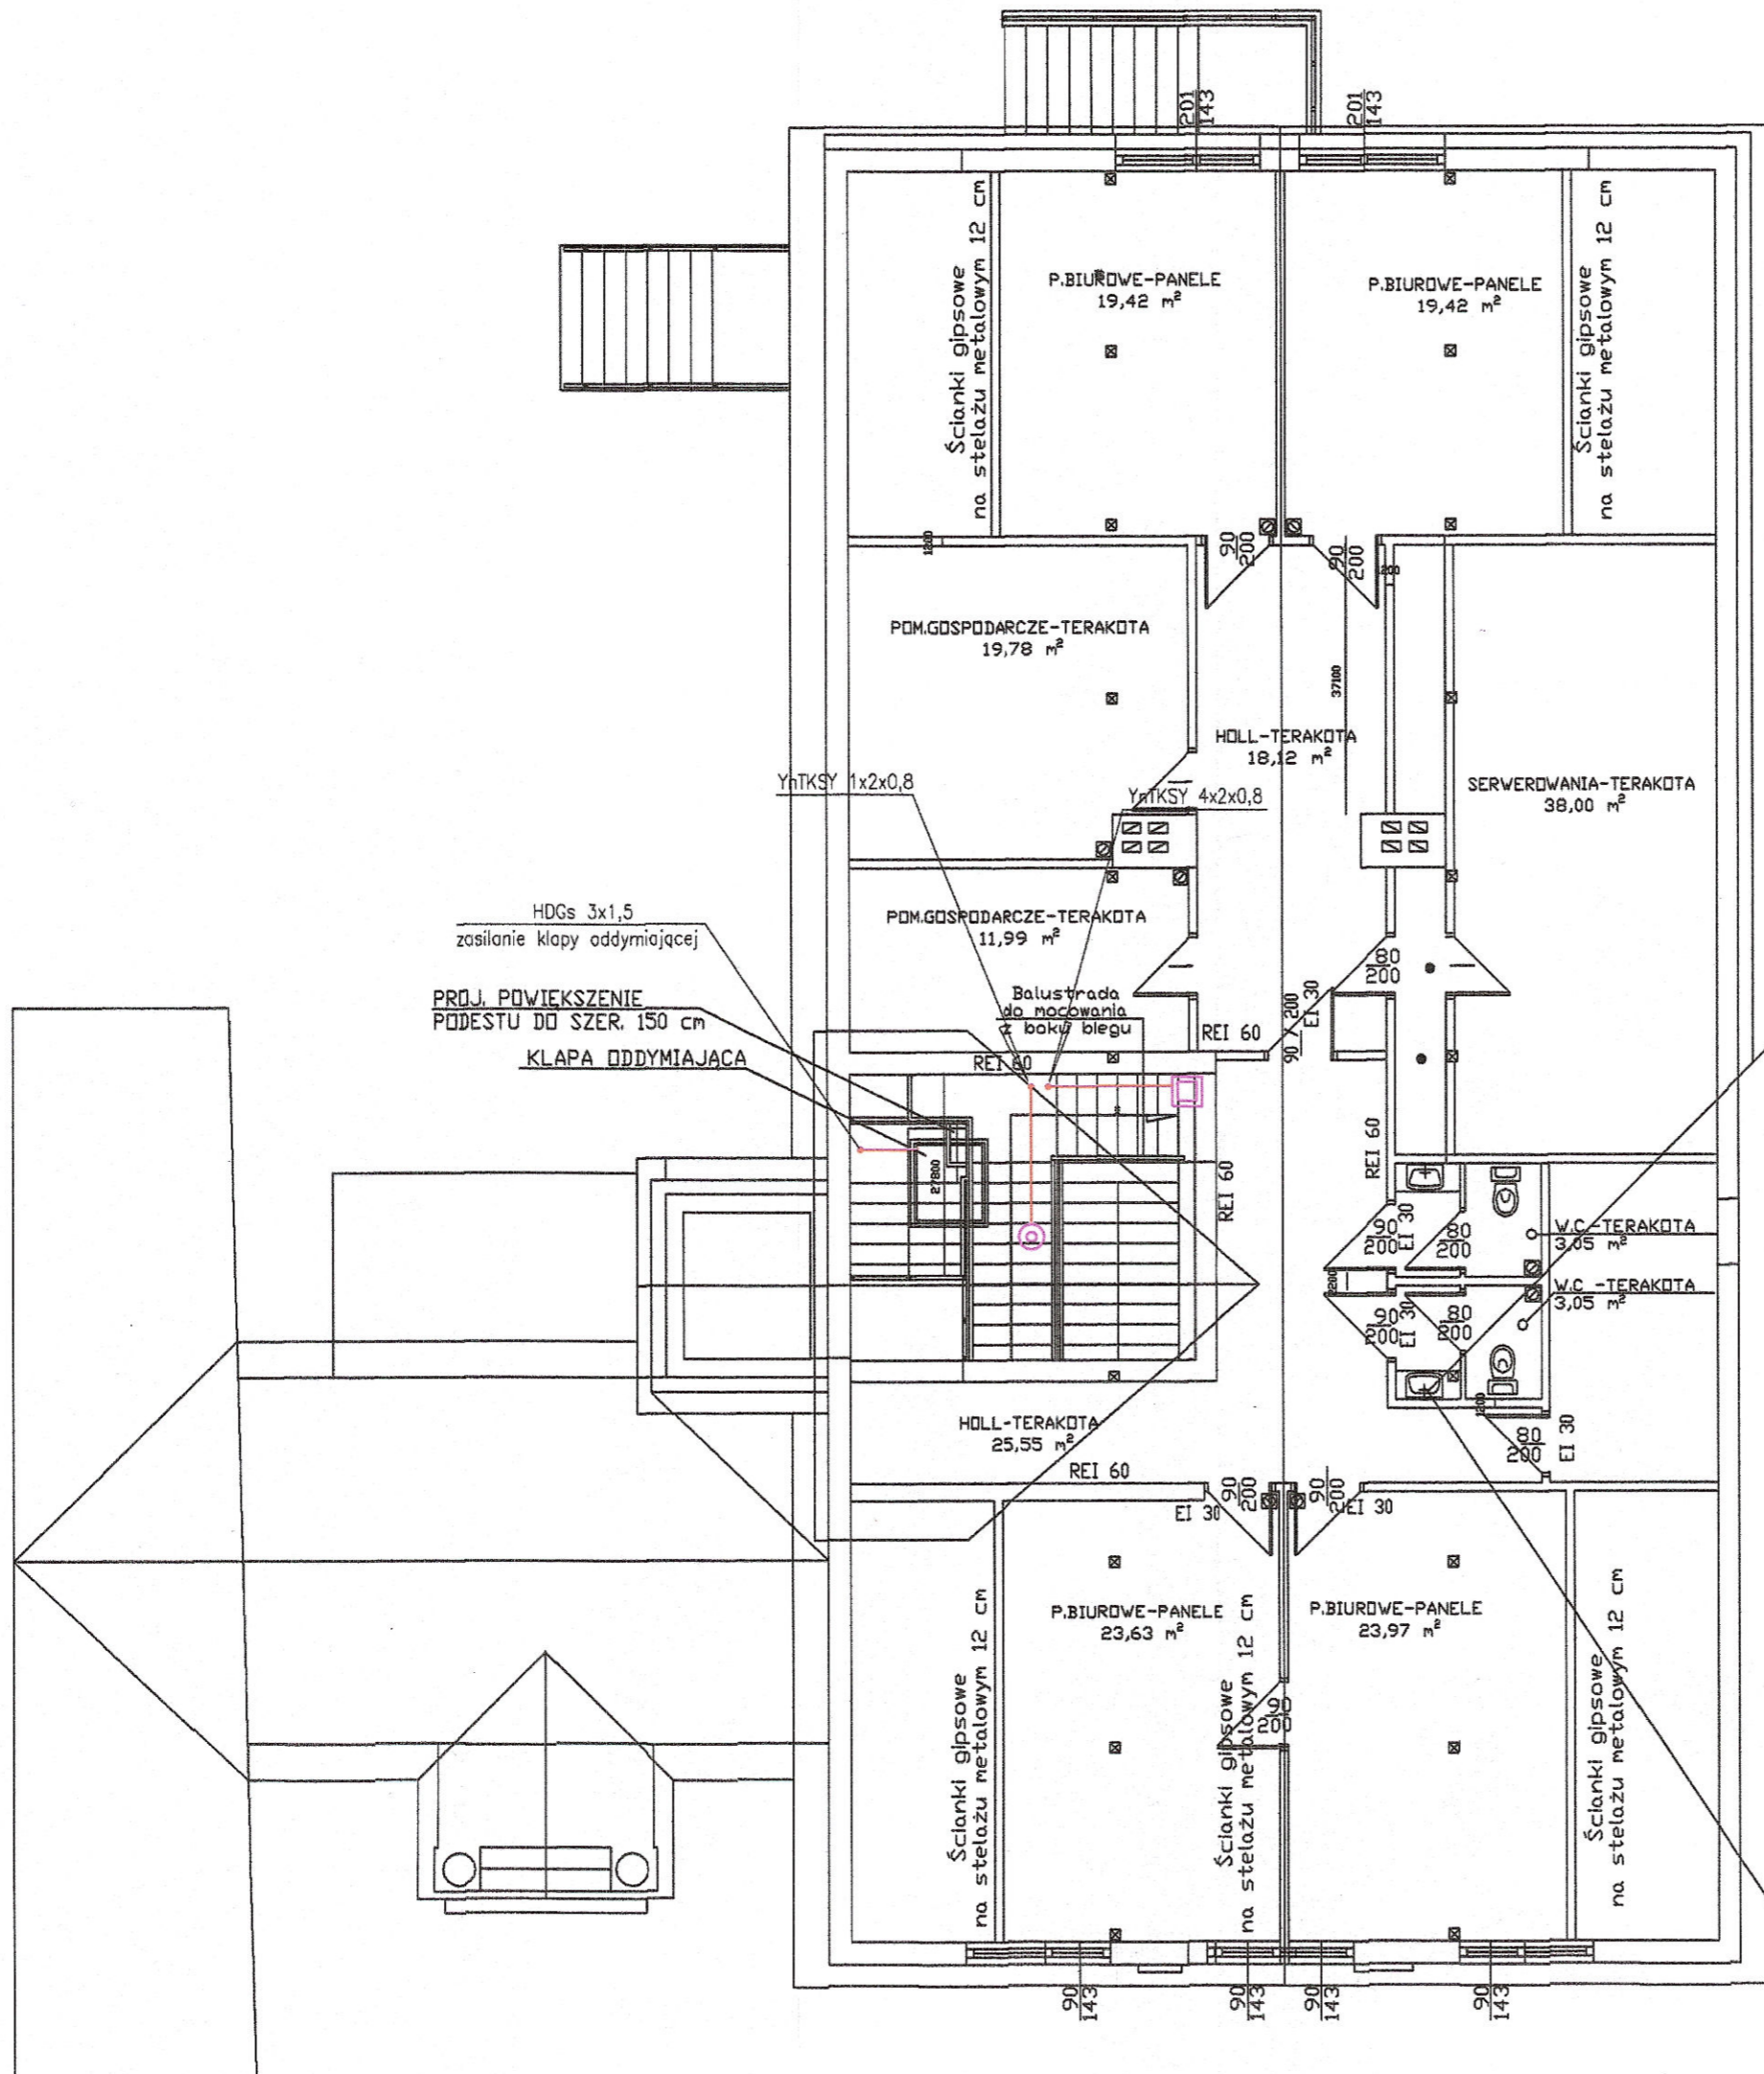 201
143
201
143
Ścianki gipsowe
na stelażu metalowym 12 cm
P.BIUROWE-PANELE
19,42 m²
P.BIUROWE-PANELE
19,42 m²
Ścianki gipsowe
na stelażu metalowym 12 cm
1200
90
200
90
200
1200
POM.GOSPODARCZE-TERAKOTA
19,78 m²
37100
HOLL-TERAKOTA
18,12 m²
YnTKSY 1x2x0,8
YnTKSY 4x2x0,8
SERWEROWANIA-TERAKOTA
38,00 m²
HDGs 3x1,5
zasilanie klapy oddymiającej
POM.GOSPODARCZE-TERAKOTA
11,99 m²
80
200
PROJ. POWIĘKSZENIE
PODESTU DO SZER. 150 cm
Balustrada
do mocowania
z boku biegu
REI 60
90 / 200
EI 30
KLAPA ODDYMIAJĄCA
REI 60
27800
REI 60
REI 60
90
200
EI 30
80
200
W.C.-TERAKOTA
3,05 m²
1200
W.C.-TERAKOTA
3,05 m²
90
200
EI 30
80
200
1200
HOLL-TERAKOTA
25,55 m²
80
200
EI 30
REI 60
90
200
EI 30
90
200
EI 30
P.BIUROWE-PANELE
23,63 m²
P.BIUROWE-PANELE
23,97 m²
Ścianki gipsowe
na stelażu metalowym 12 cm
Ścianki gipsowe
na stelażu metalowym 12 cm
90
200
Ścianki gipsowe
na stelażu metalowym 12 cm
90
143
90
143
90
143
90
143